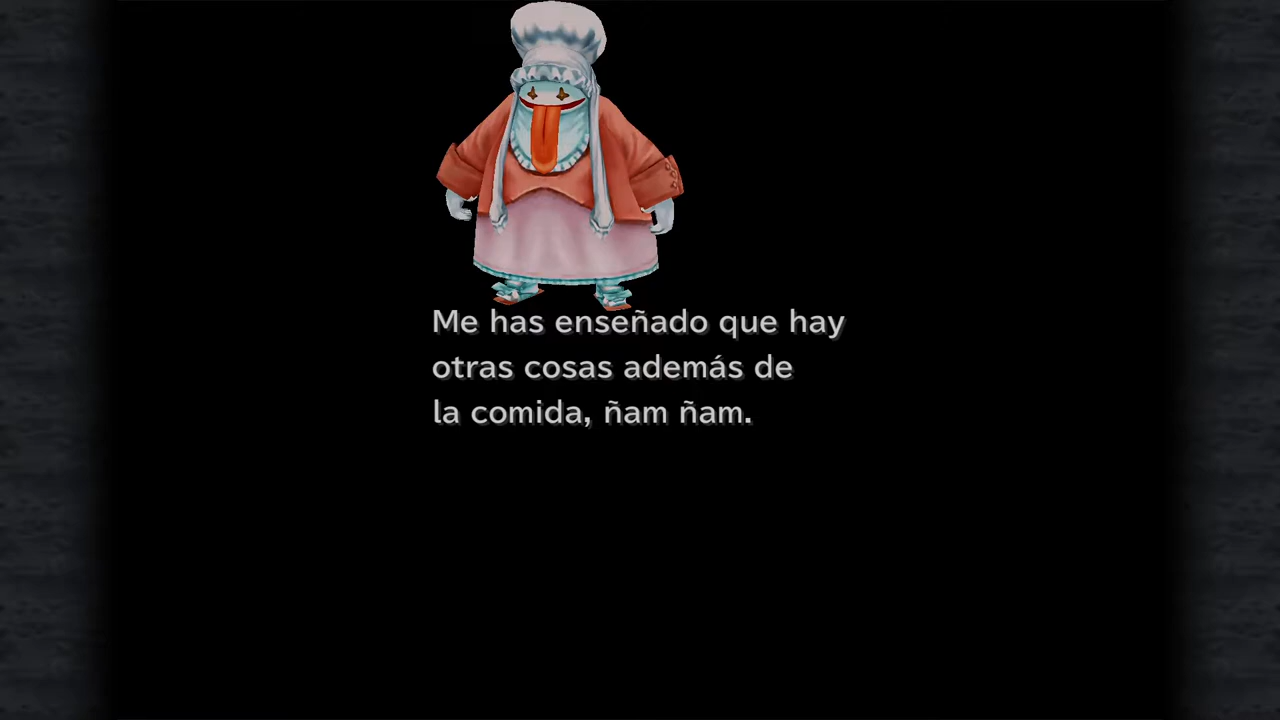 Me has enseñado que hay
otras cosas además de
la comida, ñam ñam.